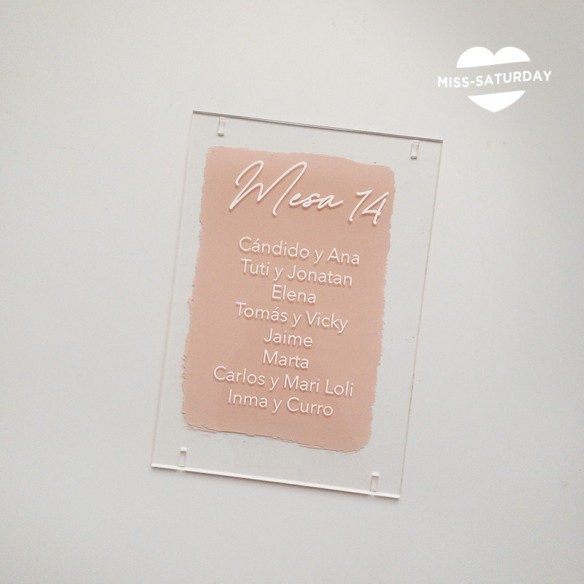 MISS-SATURDAY
Mesa 14
Cándido y Ana
Tuti y Jonatan
Elena
Tomás y Vicky
Jaime
Marta
Carlos y Mari Loli
Inma y Curro